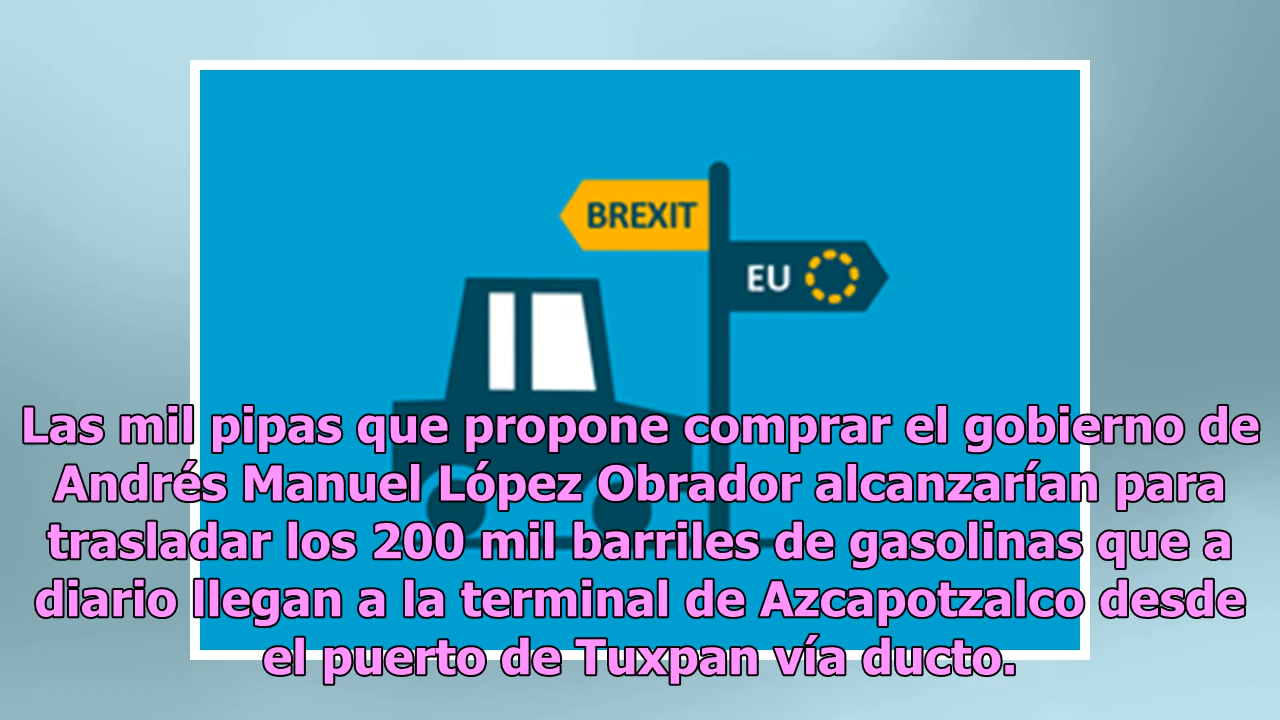 BREXIT
EU
Las mil pipas que propone comprar el gobierno de
Andrés Manuel López Obrador alcanzarían para
trasladar los 200 mil barriles de gasolinas que a
diario llegan a la terminal de Azcapotzalco desde
el puerto de Tuxpan vía ducto.